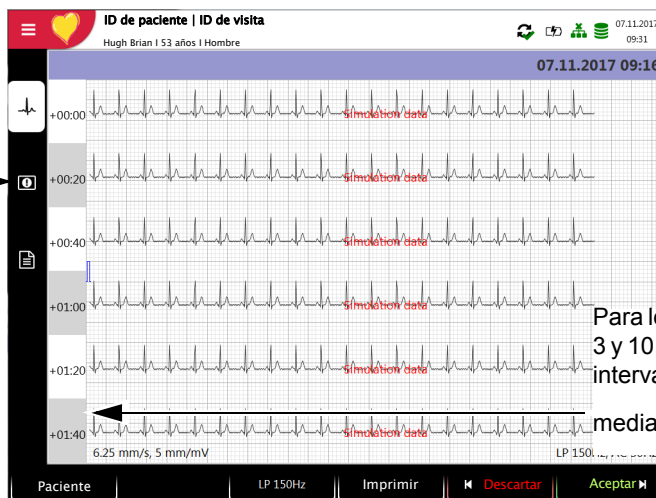 ID de paciente | ID de visita
Hugh Brian I 53 años I Hombre
07.11.2017
09:31
07.11.2017 09:16
+00:00 Simulation data
+00:20 Simulation data
+00:40 Simulation data
+01:00 Simulation data
Para
3 y 10
+01:20 Simulation data
+01:40 Simulation data
6.25 mm/s, 5 mm/mV
LP
Paciente
LP 150Hz
Imprimir
Descartar
Aceptar